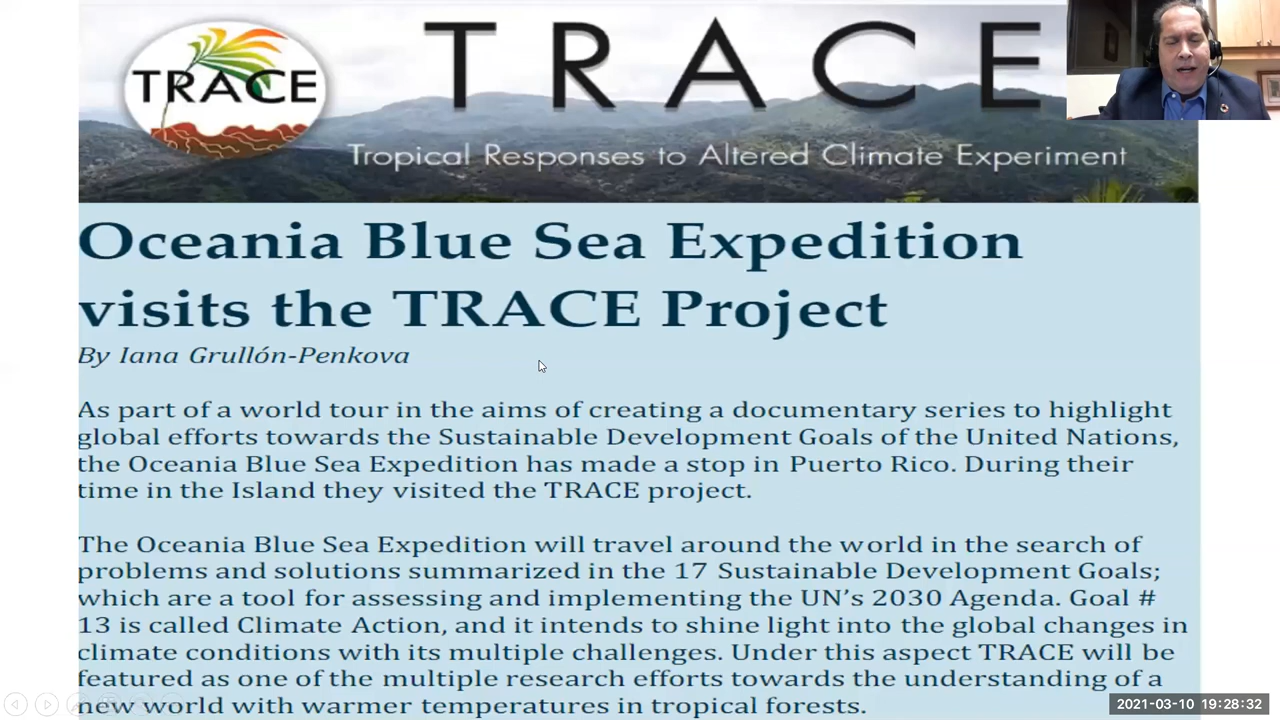 TRACE
TRACE
Tropical Responses to Altered Climate Experiment
Oceania Blue Sea Expedition
visits the TRACE Project
By Iana Grullón-Penkova
As part of a world tour in the aims of creating a documentary series to highlight
global efforts towards the Sustainable Development Goals of the United Nations,
the Oceania Blue Sea Expedition has made a stop in Puerto Rico. During their
time in the Island they visited the TRACE project.
The Oceania Blue Sea Expedition will travel around the world in the search of
problems and solutions summarized in the 17 Sustainable Development Goals;
which are a tool for assessing and implementing the UN’s 2030 Agenda. Goal #
13 is called Climate Action, and it intends to shine light into the global changes in
climate conditions with its multiple challenges. Under this aspect TRACE will be
featured as one of the multiple research efforts towards the understanding of a
new world with warmer temperatures in tropical forests.
2021-03-10 19:28:32